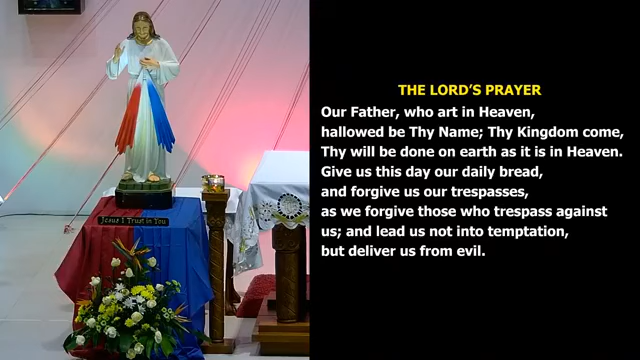 Jesus I Trust in You
THE LORD'S PRAYER
Our Father, who art in Heaven,
hallowed be Thy Name; Thy Kingdom come,
Thy will be done on earth as it is in Heaven.
Give us this day our daily bread,
and forgive us our trespasses,
as we forgive those who trespass against
us; and lead us not into temptation,
but deliver us from evil.